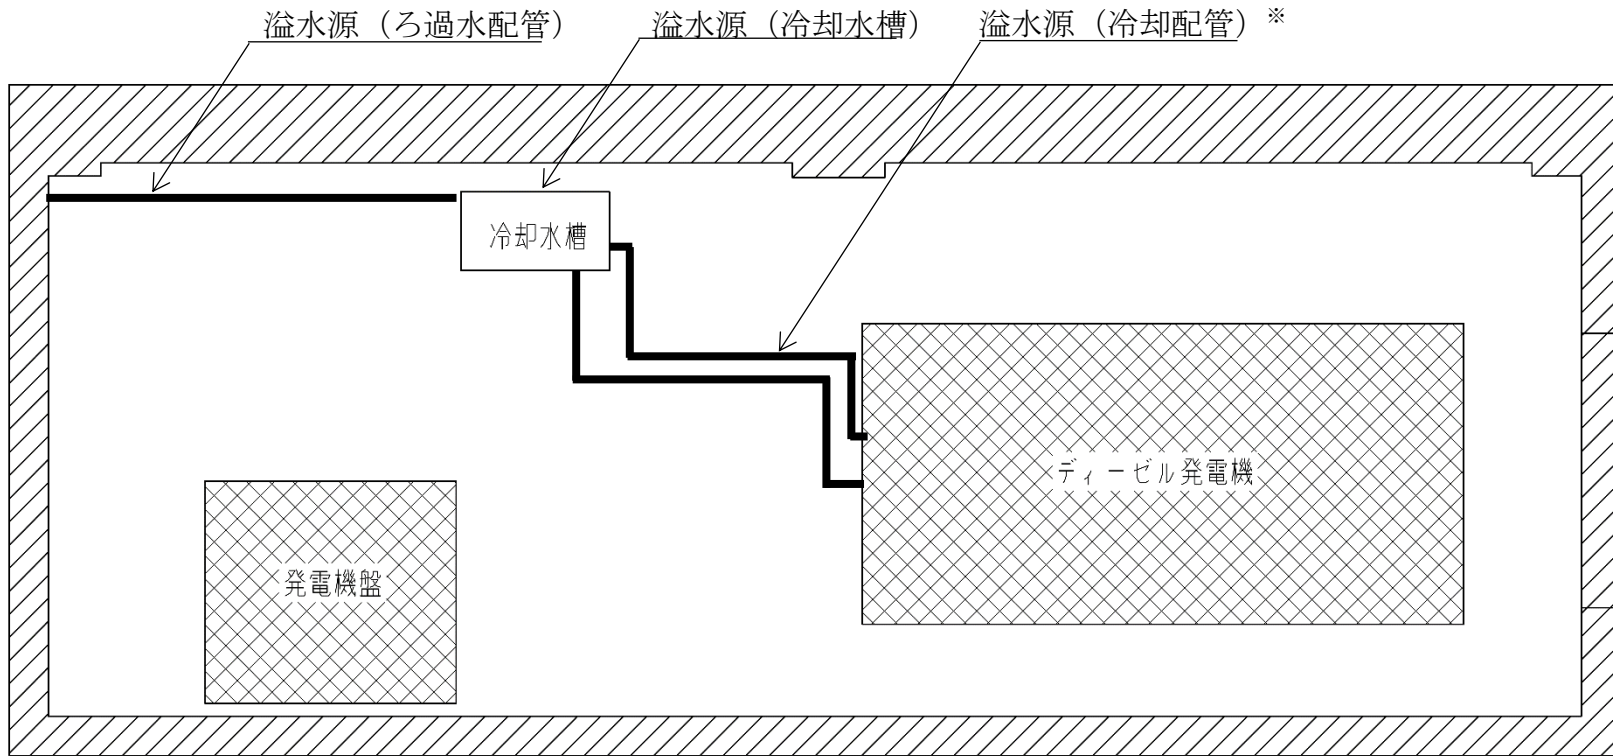 溢水源（ろ過水配管）
溢水源（冷却水槽）
溢水源（冷却配管）※
冷却水槽
ディーゼル発電機
発電機盤